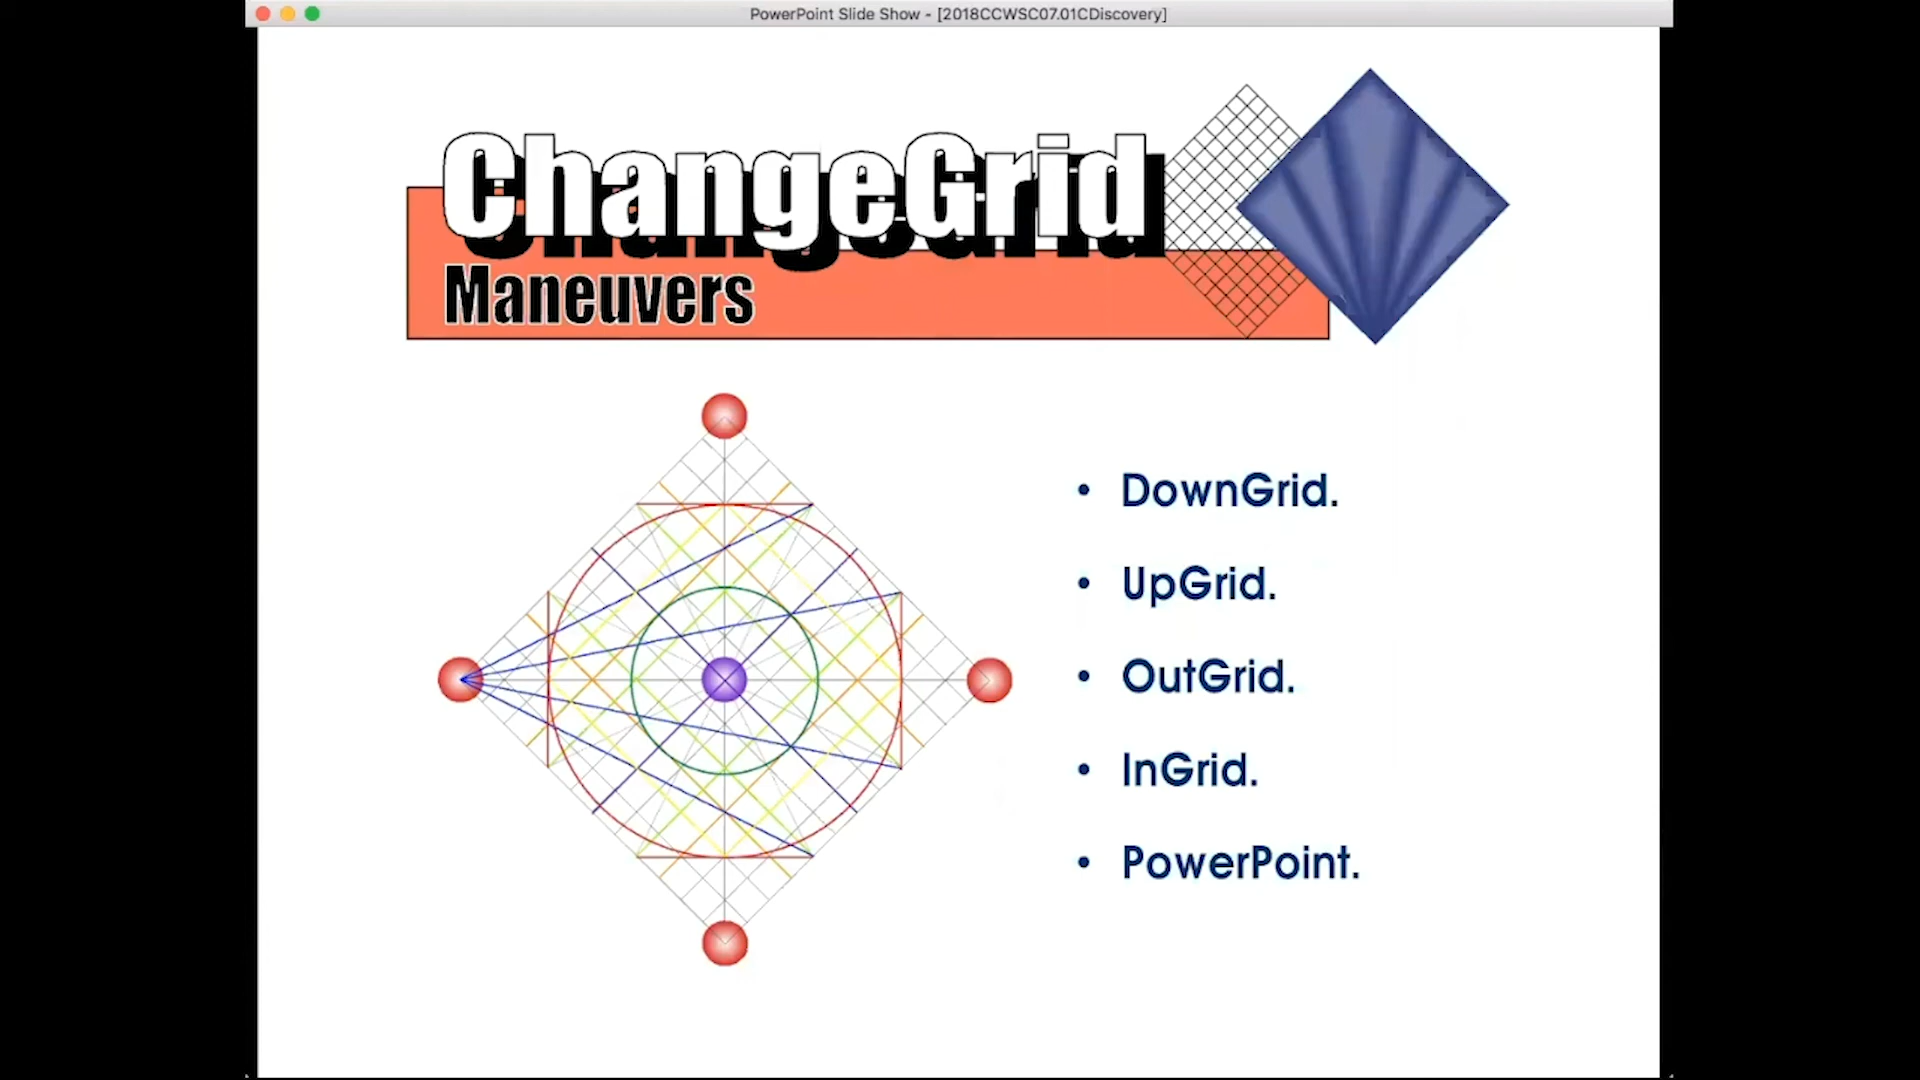 PowerPoint Slide Show - [2018CCWSC07.01CDiscovery]
ChangeGrid
Maneuvers
• DownGrid.
• UpGrid.
• OutGrid.
• InGrid.
• PowerPoint.